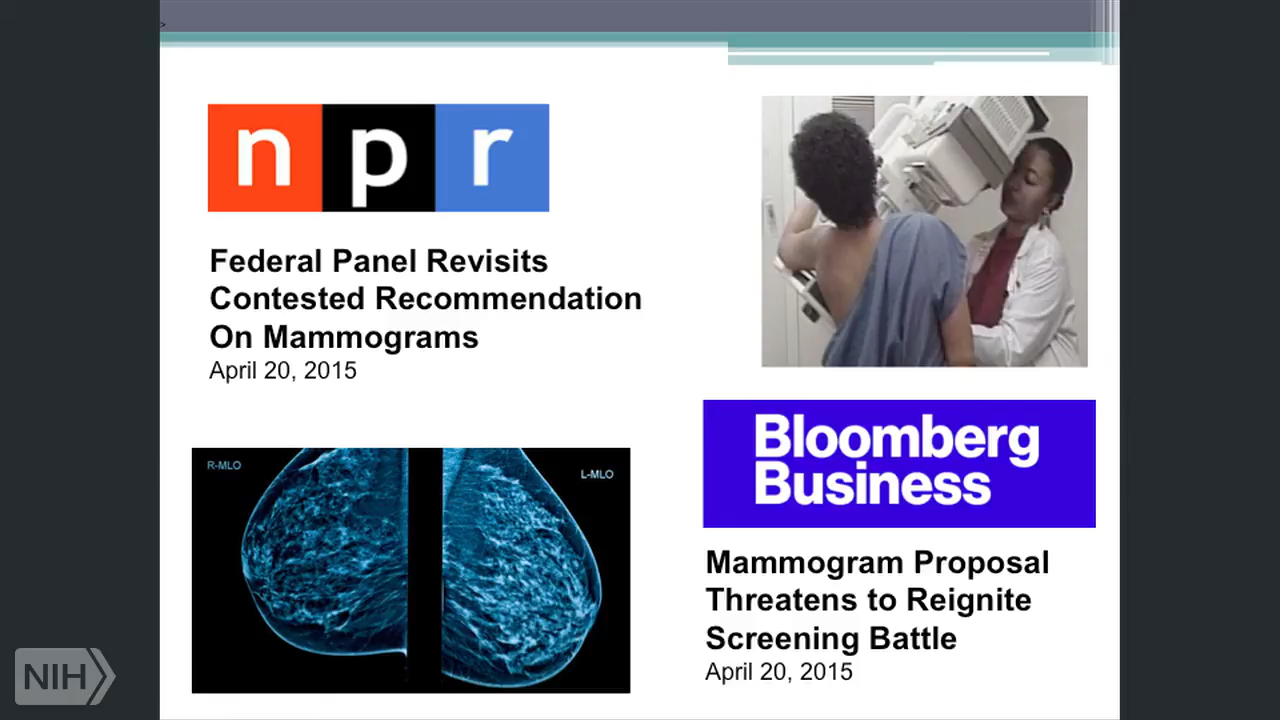 >
npr
Federal Panel Revisits
Contested Recommendation
On Mammograms
April 20, 2015
R-MLO
L-MLO
Bloomberg
Business
Mammogram Proposal
Threatens to Reignite
Screening Battle
April 20, 2015
NIH